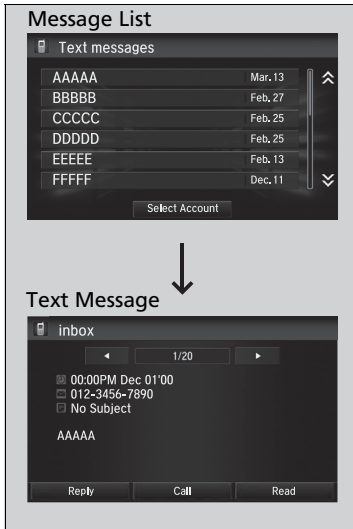 Message List
Text messages
AAAAA Mar. 13
BBBBB Feb. 27
CCCCC Feb. 25
DDDDD Feb. 25
EEEEE Feb. 13
FFFFF Dec. 11
Select Account
Text Message
inbox
1/20
00:00PM Dec 01'00
012-3456-7890
No Subject
AAAAA
Reply Call Read